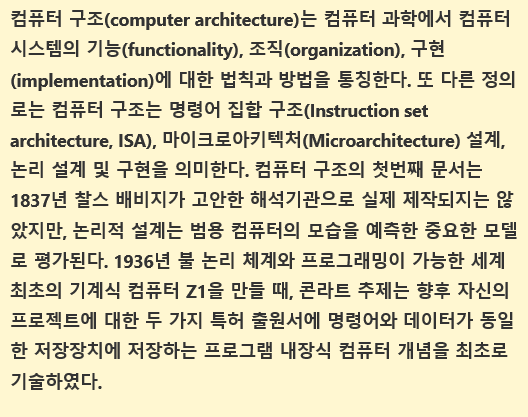 컴퓨터 구조(computer architecture)는 컴퓨터 과학에서 컴퓨터
시스템의 기능(functionality), 조직(organization), 구현
(implementation)에 대한 법칙과 방법을 통칭한다. 또 다른 정의
로는 컴퓨터 구조는 명령어 집합 구조(Instruction set
architecture, ISA), 마이크로아키텍처(Microarchitecture) 설계,
논리 설계 및 구현을 의미한다. 컴퓨터 구조의 첫번째 문서는
1837년 찰스 배비지가 고안한 해석기관으로 실제 제작되지는 않
았지만, 논리적 설계는 범용 컴퓨터의 모습을 예측한 중요한 모델
로 평가된다. 1936년 불 논리 체계와 프로그래밍이 가능한 세계
최초의 기계식 컴퓨터 Z1을 만들 때, 콘라트 추제는 향후 자신의
프로젝트에 대한 두 가지 특허 출원서에 명령어와 데이터가 동일
한 저장장치에 저장하는 프로그램 내장식 컴퓨터 개념을 최초로
기술하였다.